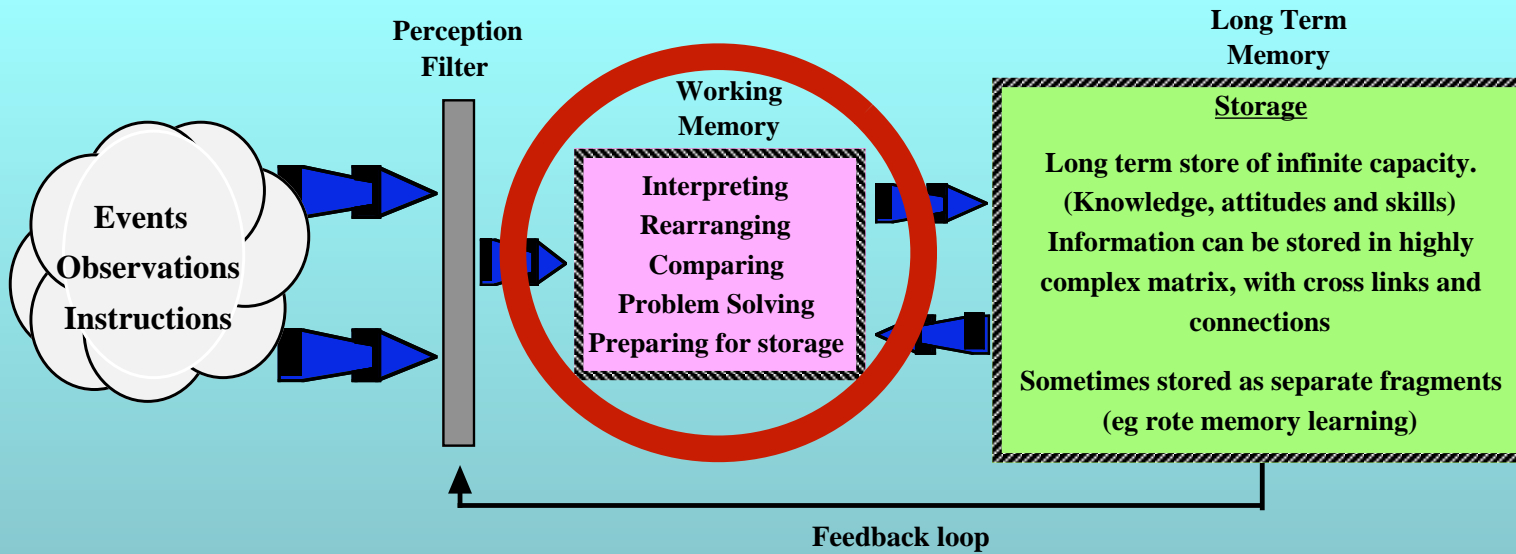 Events
Observations
Instructions
Perception
Filter
Working
Memory
Interpreting
Rearranging
Comparing
Problem Solving
Preparing for storage
Long Term
Memory
Storage
Long term store of infinite capacity.
(Knowledge, attitudes and skills)
Information can be stored in highly
complex matrix, with cross links and
connections
Sometimes stored as separate fragments
(eg rote memory learning)
Feedback loop